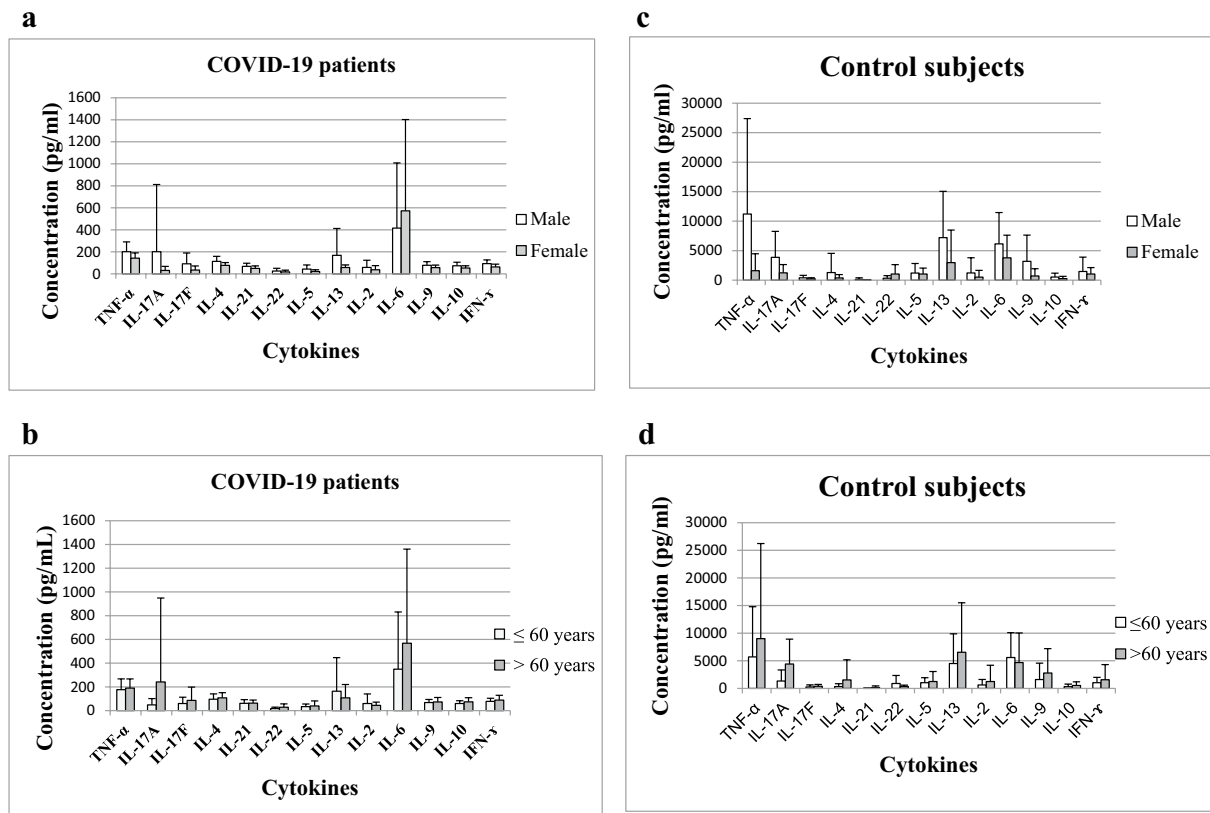 a
COVID-19 patients
Concentration (pg/ml)
1600
1400
1200
1000
800
600
400
200
0
TNF-α IL-17A IL-17F IL-4 IL-21 IL-22 IL-5 IL-13 IL-2 IL-6 IL-9 IL-10 IFN-ɤ
Cytokines
Male
Female
c
Control subjects
Concentration (pg/ml)
30000
25000
20000
15000
10000
5000
0
TNF-α IL-17A IL-17F IL-4 IL-21 IL-22 IL-5 IL-13 IL-2 IL-6 IL-9 IL-10 IFN-ɤ
Cytokines
Male
Female
b
COVID-19 patients
Concentration (pg/mL)
1600
1400
1200
1000
800
600
400
200
0
TNF-α IL-17A IL-17F IL-4 IL-21 IL-22 IL-5 IL-13 IL-2 IL-6 IL-9 IL-10 IFN-ɤ
Cytokines
≤ 60 years
> 60 years
d
Control subjects
Concentration (pg/ml)
30000
25000
20000
15000
10000
5000
0
TNF-α IL-17A IL-17F IL-4 IL-21 IL-22 IL-5 IL-13 IL-2 IL-6 IL-9 IL-10 IFN-ɤ
Cytokines
≤60 years
>60 years